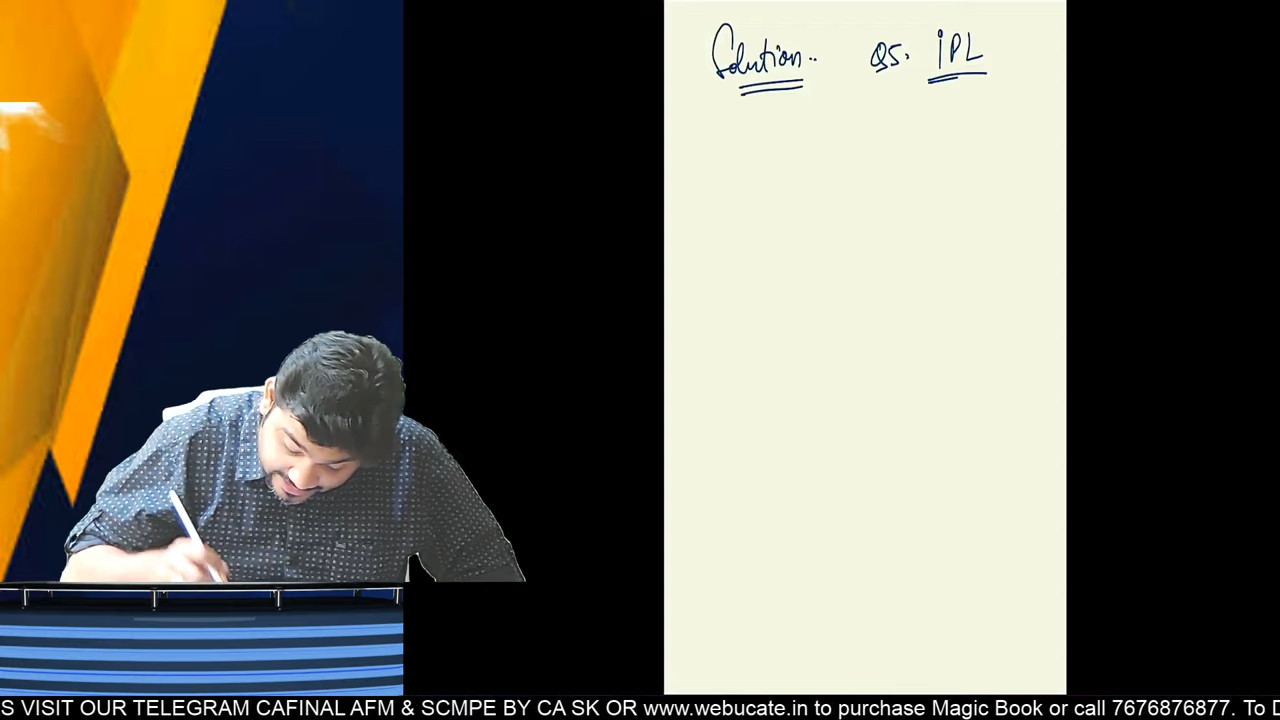 Solution.. Q5. IPL
S VISIT OUR TELEGRAM CAFINAL AFM & SCMPE BY CA SK OR www.webucate.in to purchase Magic Book or call 7676876877. To